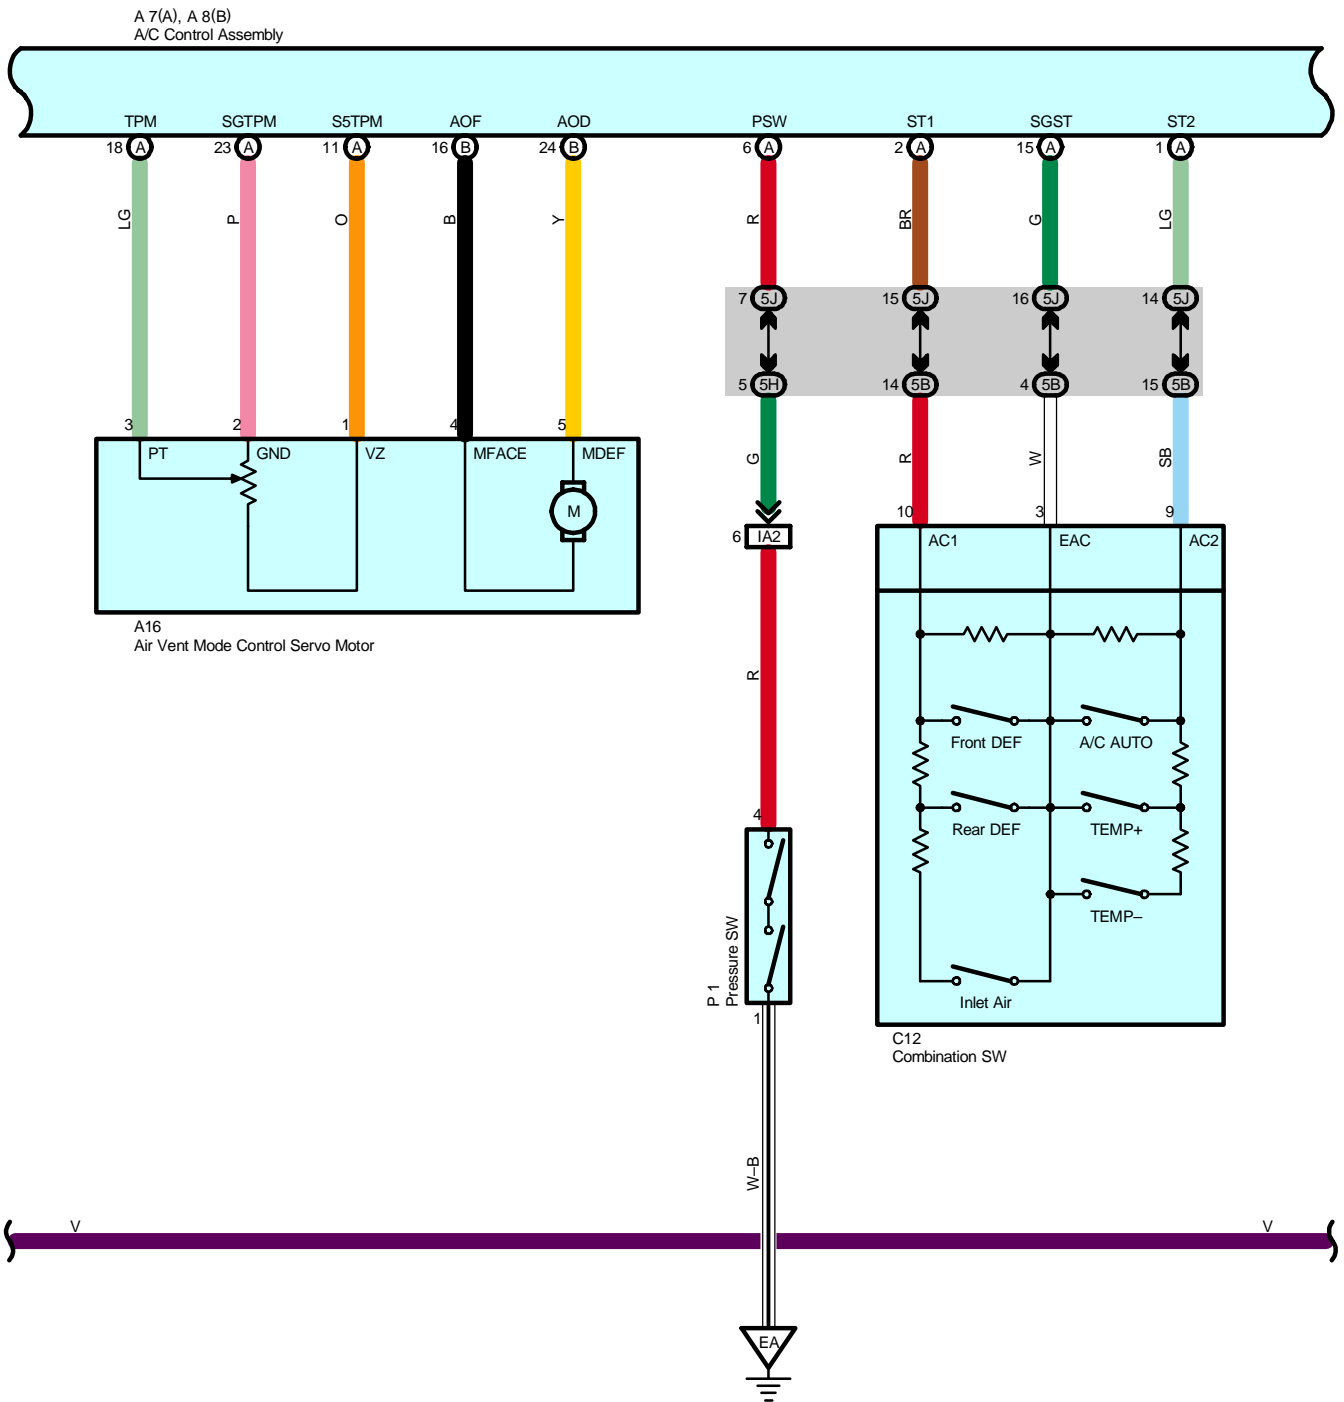 A 7(A), A 8(B)
A/C Control Assembly
TPM SGTPM S5TPM AOF AOD PSW ST1 SGST ST2
18 A 23 A 11 A 16 B 24 B 6 A 2 A 15 A 1 A
LG P O B Y R BR G LG
7 5J 15 5J 16 5J 14 5J
5 5H 14 5B 4 5B 15 5B
3 2 1 4 5
PT GND VZ MFACE MDEF
G R W SB
M
10 3 9
6 IA2
AC1 EAC AC2
A16
Air Vent Mode Control Servo Motor
R
Front DEF A/C AUTO
Rear DEF TEMP+
4
TEMP–
P 1
Pressure SW
Inlet Air
1
C12
Combination SW
W–B
V V
EA